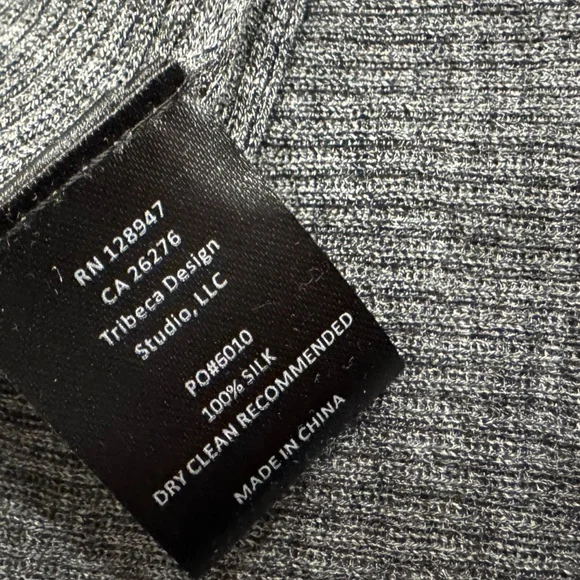 RN 128947
CA 26276
Tribeca Design
Studio, LLC
PO#6010
100% SILK
DRY CLEAN RECOMMENDED
MADE IN CHINA